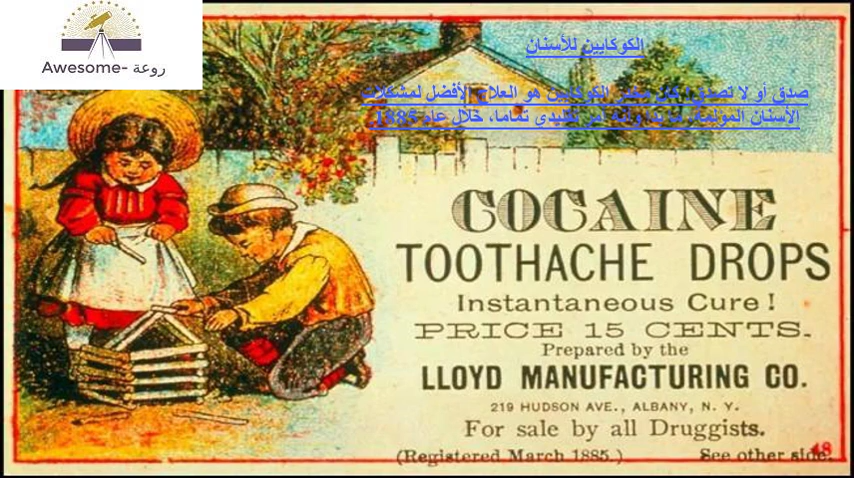 Awesome- روعة
الكوكايين للأسنان
صدق أو لا تصدق! كان مخدر الكوكايين هو العلاج الأفضل لمشكلات
الأسنان المؤلمة، تماما، خلال عام 1885.
COCAINE
TOOTHACHE DROPS
Instantaneous Cure!
PRICE 15 CENTS.
Prepared by the
LLOYD MANUFACTURING CO.
219 HUDSON AVE., ALBANY, N. Y.
For sale by all Druggists.
(Registered March 1885.) See other side.
48